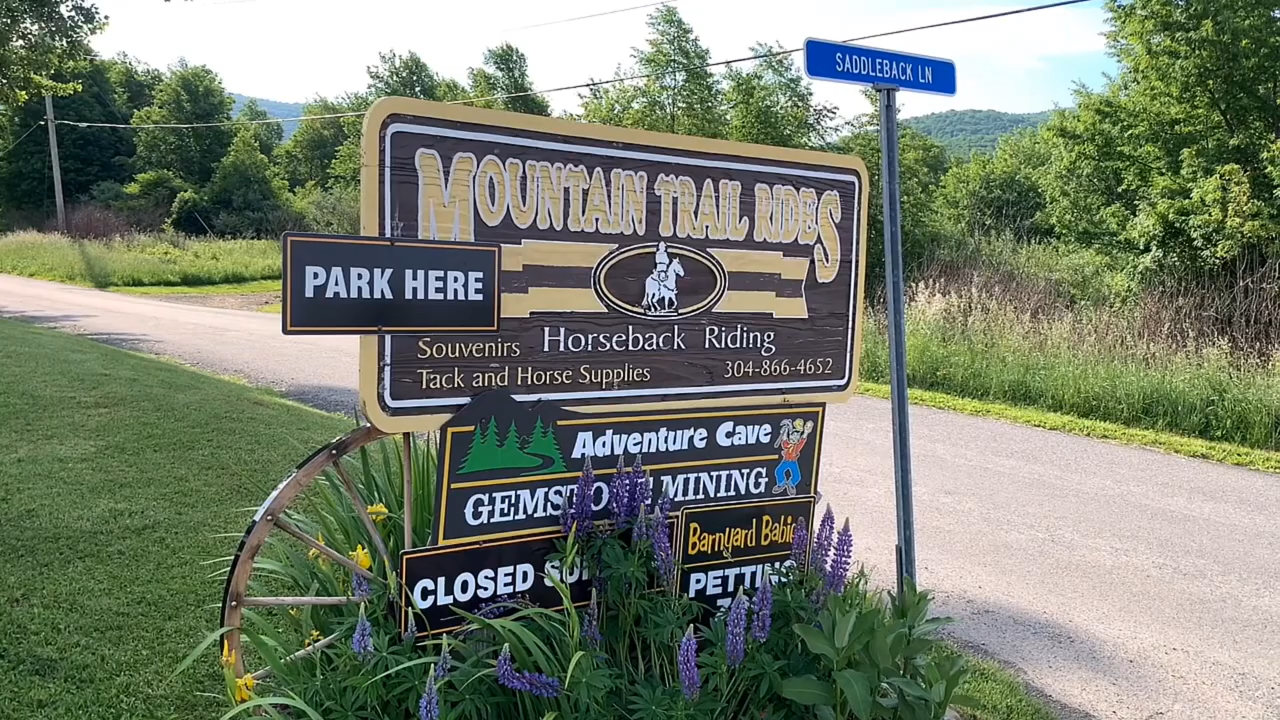 SADDLEBACK LN
MOUNTAIN TRAIL RIDES
PARK HERE
Souvenirs Horseback Riding
Tack and Horse Supplies 304-866-4652
Adventure Cave
GEMSTONE MINING
Barnyard
CLOSED